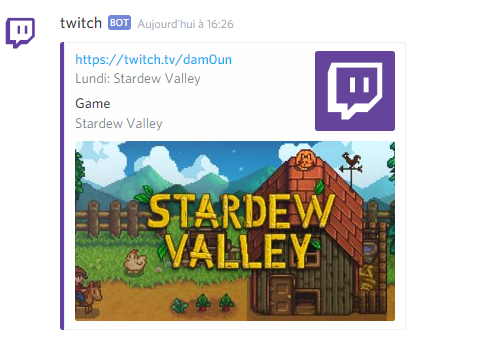 twitch BOT Aujourd'hui à 16:26
https://twitch.tv/dam0un
Lundi: Stardew Valley
Game
Stardew Valley
STARDEW
VALLEY